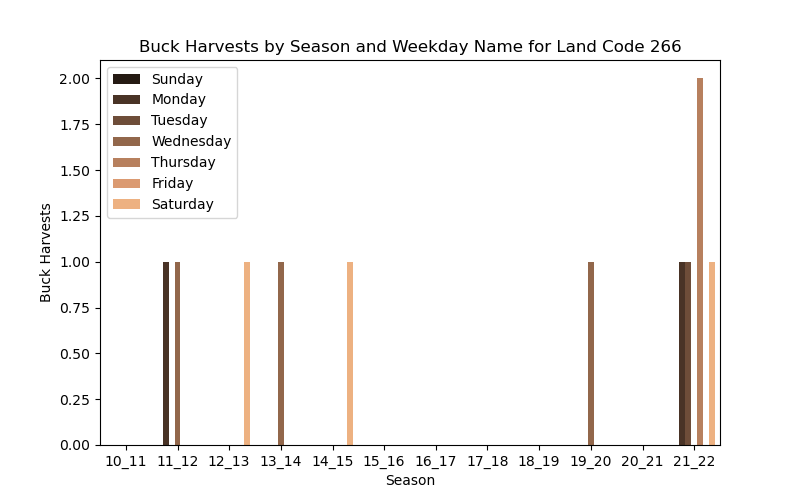 Buck Harvests by Season and Weekday Name for Land Code 266
Sunday
Monday
Tuesday
Wednesday
Thursday
Friday
Saturday
2.00
1.75
1.50
1.25
1.00
0.75
0.50
0.25
0.00
Buck Harvests
10_11 11_12 12_13 13_14 14_15 15_16 16_17 17_18 18_19 19_20 20_21 21_22
Season